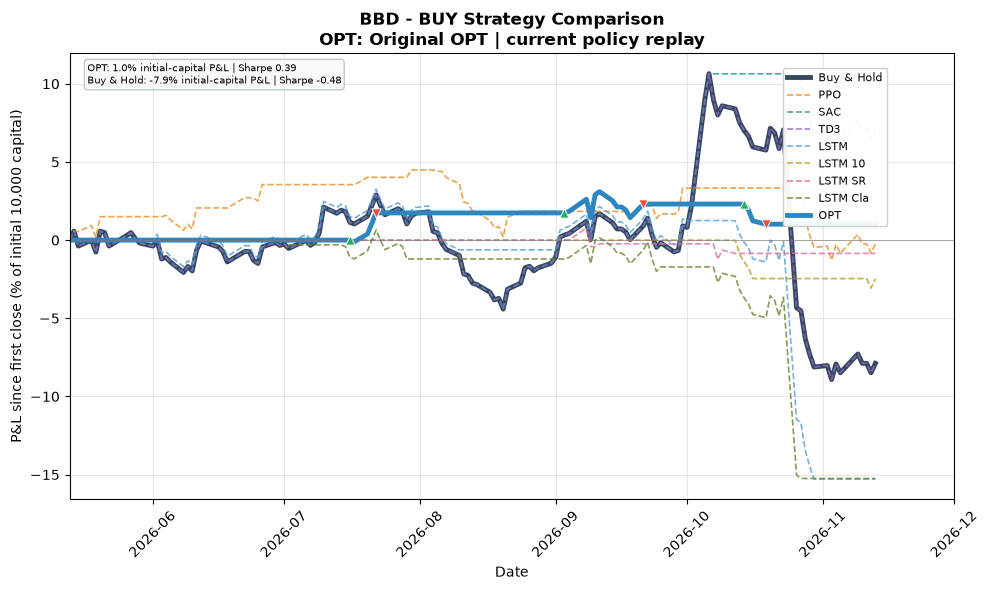 BBD - BUY Strategy Comparison
OPT: Original OPT | current policy replay
OPT: 1.0% initial-capital P&L | Sharpe 0.39
Buy & Hold: -7.9% initial-capital P&L | Sharpe -0.48
Buy & Hold
PPO
SAC
TD3
LSTM
LSTM 10
LSTM SR
LSTM Cla
OPT
P&L since first close (% of initial 10,000 capital)
10
5
0
−5
−10
−15
2026-06
2026-07
2026-08
2026-09
2026-10
2026-11
2026-12
Date